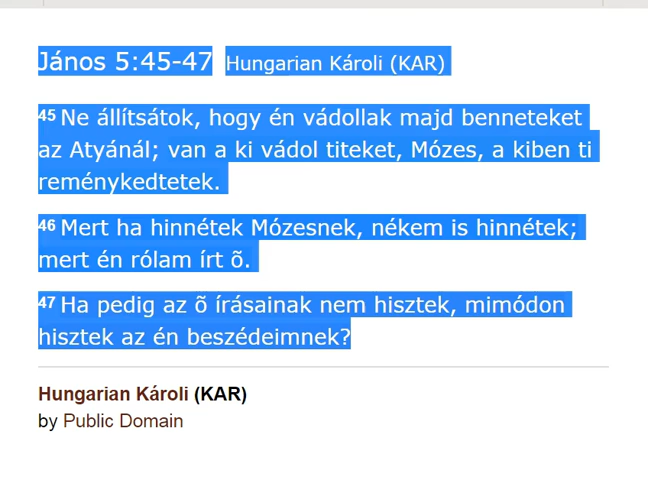 János 5:45-47 Hungarian Károli (KAR)
45 Ne állítsátok, hogy én vádollak majd benneteket
az Atyánál; van a ki vádol titeket, Mózes, a kiben ti
reménykedtetek.
46 Mert ha hinnétek Mózesnek, nékem is hinnétek;
mert én rólam írt õ.
47 Ha pedig az õ írásainak nem hisztek, mimódon
hisztek az én beszédeimnek?
Hungarian Károli (KAR)
by Public Domain